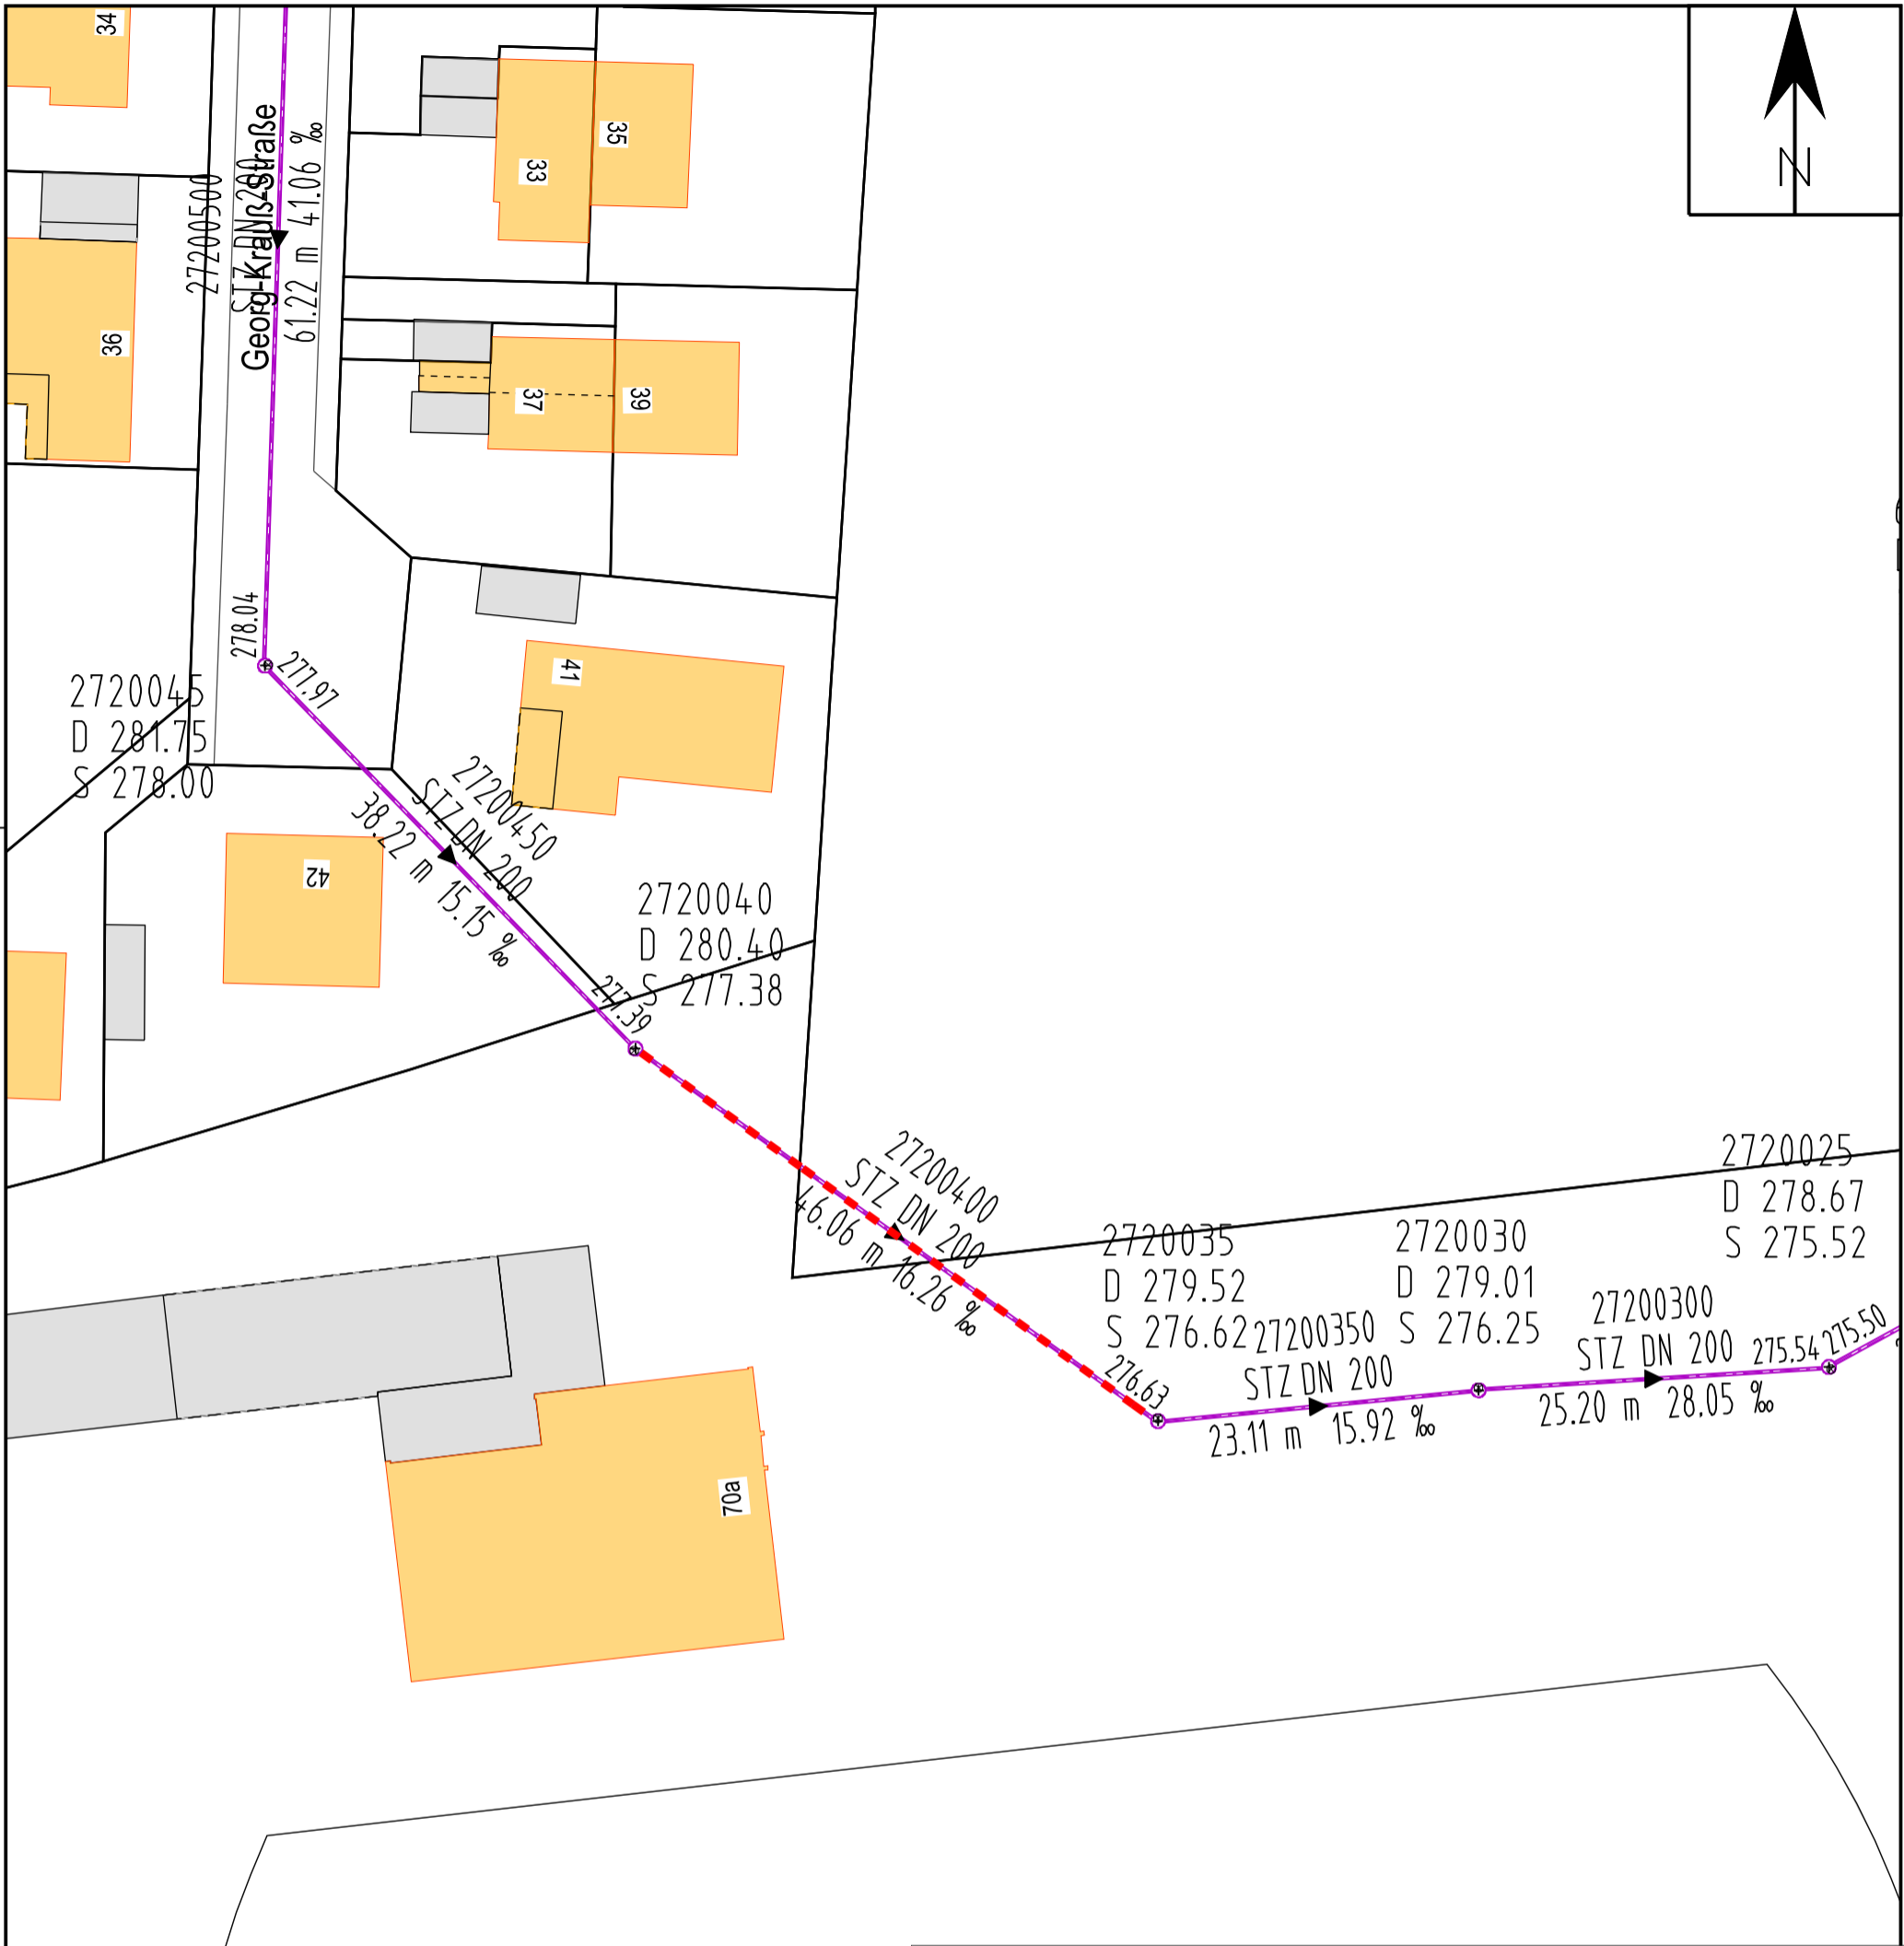 34
N
33
35
27200500
STZ DN 200
Georg-Krauß-Straße
61.22 m 41.06 ‰
36
37
39
278.04
277.97
2720045
D 281.75
S 278.00
41
27200450
STZ DN 200
38.22 m 15.15 ‰
42
2720040
D 280.40
S 277.38
277.39
27200400
STZ DN 200
46.06 m 16.26 ‰
2720035
D 279.52
S 276.62
276.63
27200350
STZ DN 200
23.11 m 15.92 ‰
2720030
D 279.01
S 276.25
27200300
STZ DN 200
25.20 m 28.05 ‰
2720025
D 278.67
S 275.52
275.54
275.50
70a